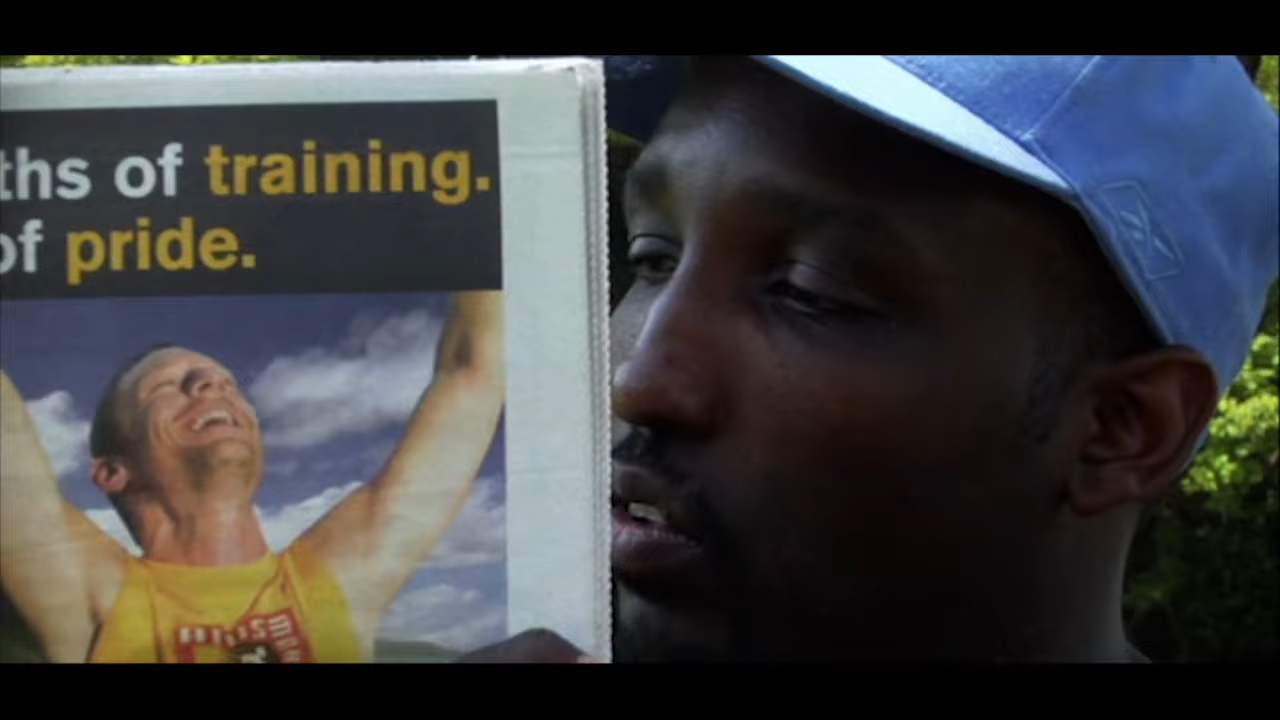 ths of training.
of pride.